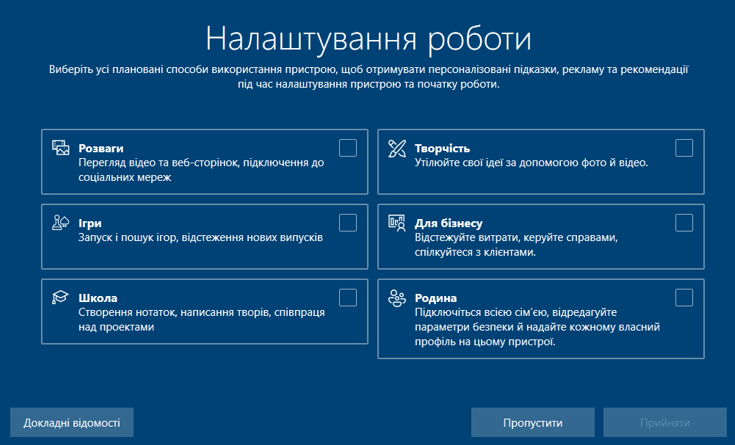 Налаштування роботи
Виберіть усі плановані способи використання пристрою, щоб отримувати персоналізовані підказки, рекламу та рекомендації
під час налаштування пристрою та початку роботи.
Розваги
Перегляд відео та веб-сторінок, підключення до
соціальних мереж
Творчість
Утілюйте свої ідеї за допомогою фото й відео.
Ігри
Запуск і пошук ігор, відстеження нових випусків
Для бізнесу
Відстежуйте витрати, керуйте справами,
спілкуйтеся з клієнтами.
Школа
Створення нотаток, написання творів, співпраця
над проектами
Родина
Підключіться всією сім’єю, відредагуйте
параметри безпеки й надайте кожному власний
профіль на цьому пристрої.
Докладні відомості
Пропустити
Прийняти